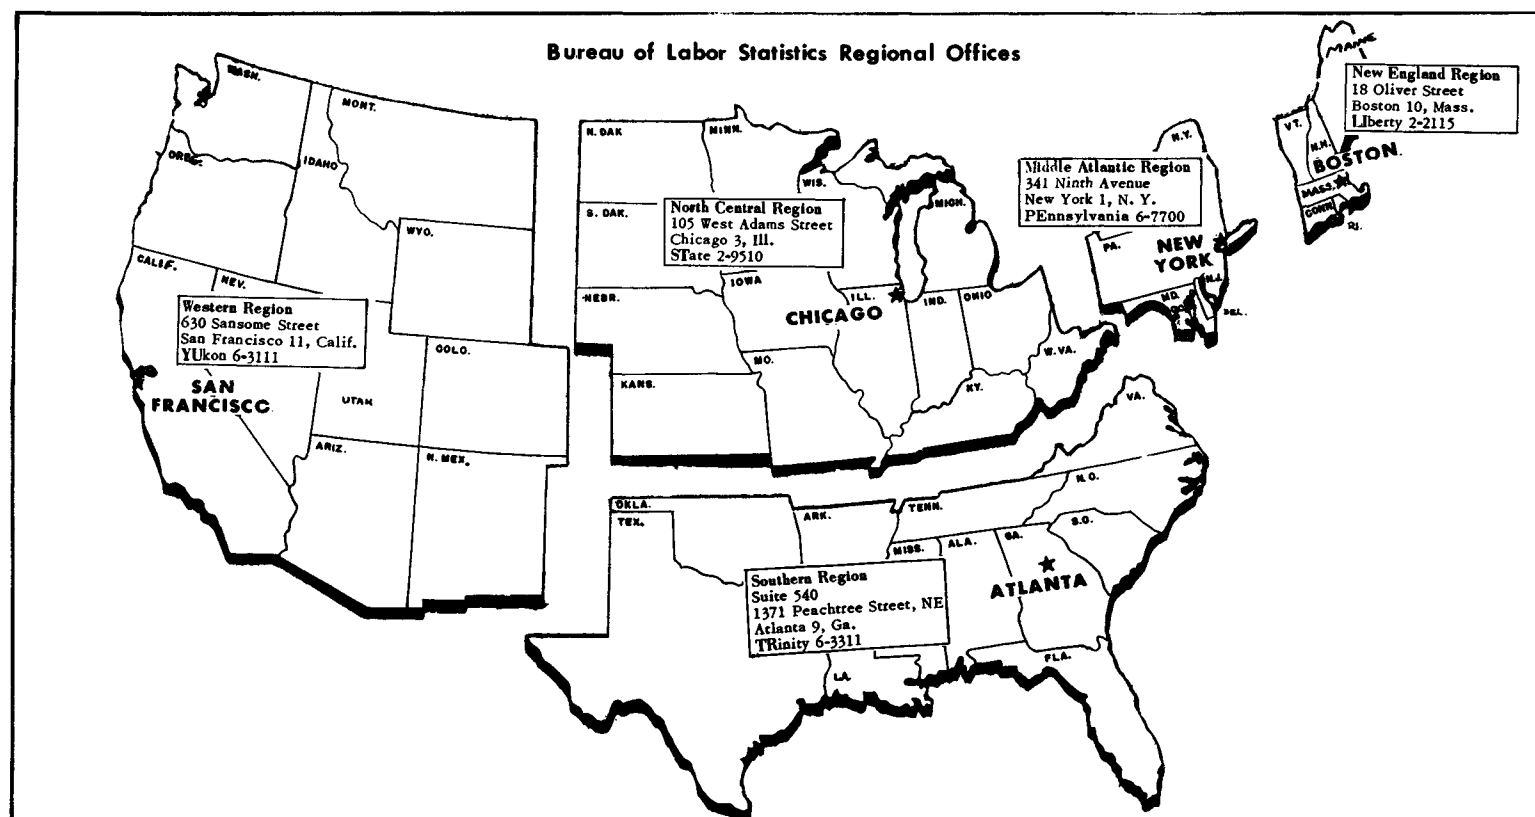 Bureau of Labor Statistics Regional Offices
WASH.
MONT.
OREG.
IDAHO
WYO.
CALIF.
NEV.
Western Region
630 Sansome Street
San Francisco 11, Calif.
YUkon 6-3111
SAN
FRANCISCO
COLO.
UTAH
ARIZ.
N. MEX.
N. DAK
MINN.
WIS.
S. DAK.
MICH.
North Central Region
105 West Adams Street
Chicago 3, Ill.
STate 2-9510
NEBR.
IOWA
ILL.
IND.
OHIO
CHICAGO
KANS.
MO.
KY.
W. VA.
N.Y.
Middle Atlantic Region
341 Ninth Avenue
New York 1, N. Y.
PEnnsylvania 6-7700
PA.
NEW
YORK
N.J.
MD.
DEL.
MAINE
New England Region
18 Oliver Street
Boston 10, Mass.
LIberty 2-2115
VT.
N.H.
BOSTON
MASS.
CONN.
R.I.
VA.
N.C.
OKLA.
TEX.
ARK.
TENN.
S.C.
MISS.
ALA.
GA.
ATLANTA
Southern Region
Suite 540
1371 Peachtree Street, NE
Atlanta 9, Ga.
TRinity 6-3311
LA.
FLA.